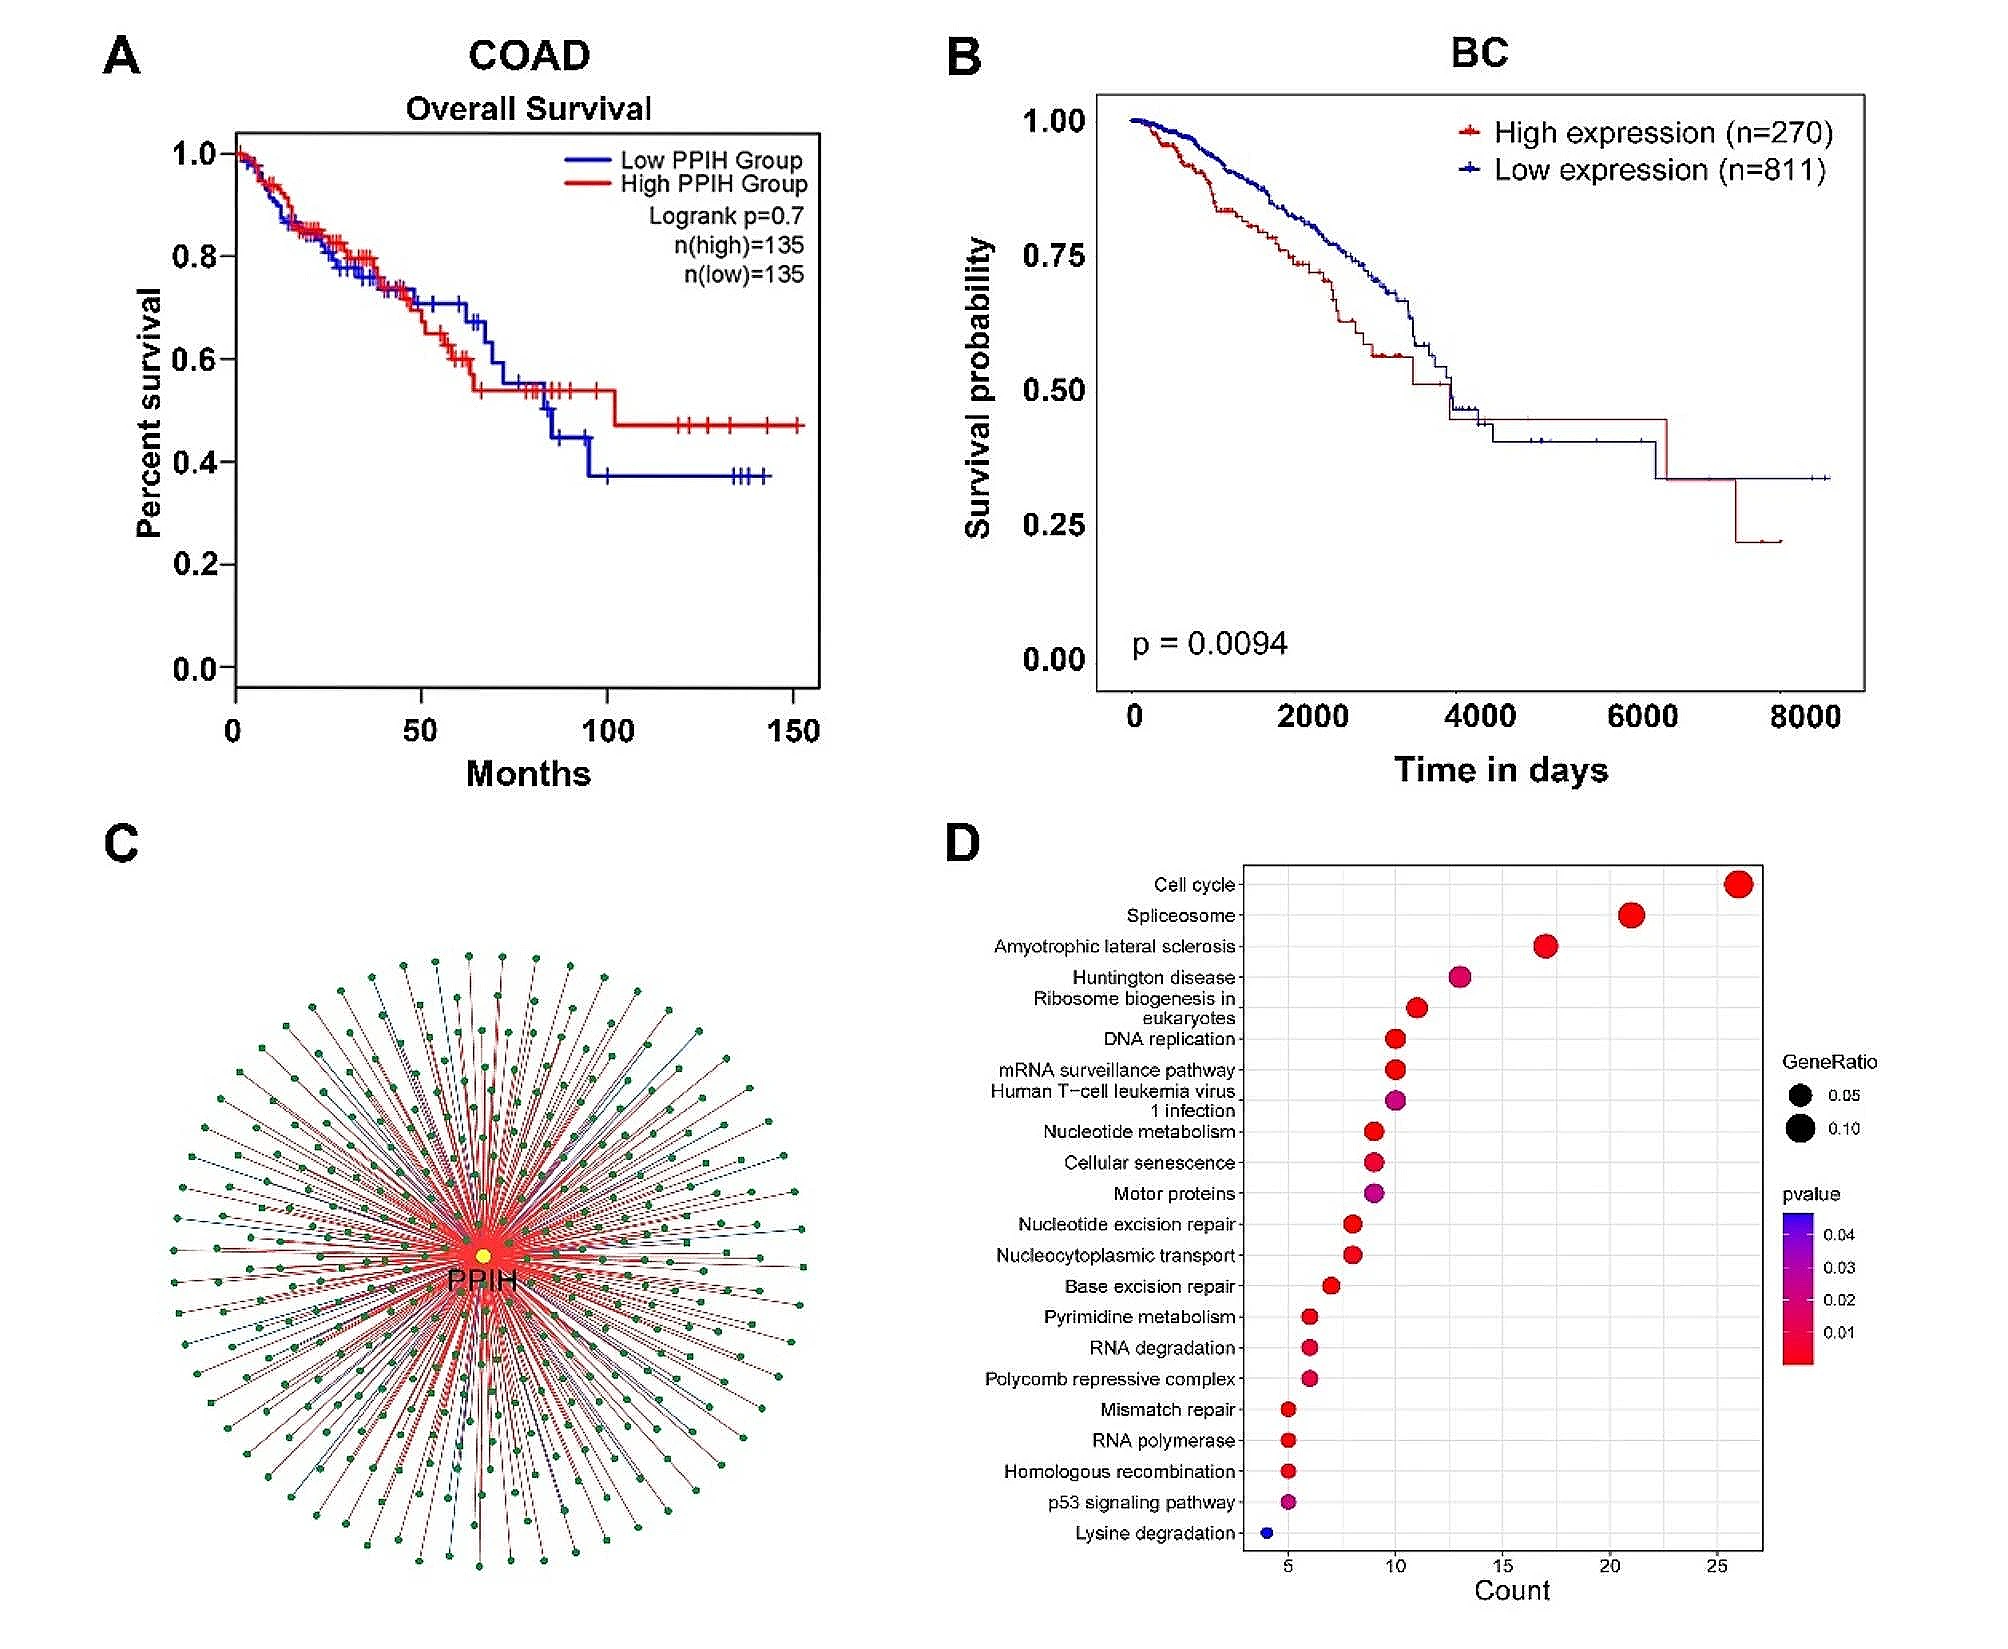 A
COAD
Overall Survival
Low PPIH Group
High PPIH Group
Logrank p=0.7
n(high)=135
n(low)=135
Percent survival
1.0
0.8
0.6
0.4
0.2
0.0
0
50
100
150
Months
B
BC
High expression (n=270)
Low expression (n=811)
Survival probability
1.00
0.75
0.50
0.25
0.00
p = 0.0094
0
2000
4000
6000
8000
Time in days
C
PPIH
D
Cell cycle
Spliceosome
Amyotrophic lateral sclerosis
Huntington disease
Ribosome biogenesis in
eukaryotes
DNA replication
mRNA surveillance pathway
Human T−cell leukemia virus
1 infection
Nucleotide metabolism
Cellular senescence
Motor proteins
Nucleotide excision repair
Nucleocytoplasmic transport
Base excision repair
Pyrimidine metabolism
RNA degradation
Polycomb repressive complex
Mismatch repair
RNA polymerase
Homologous recombination
p53 signaling pathway
Lysine degradation
5
10
15
20
25
Count
GeneRatio
0.05
0.10
pvalue
0.04
0.03
0.02
0.01